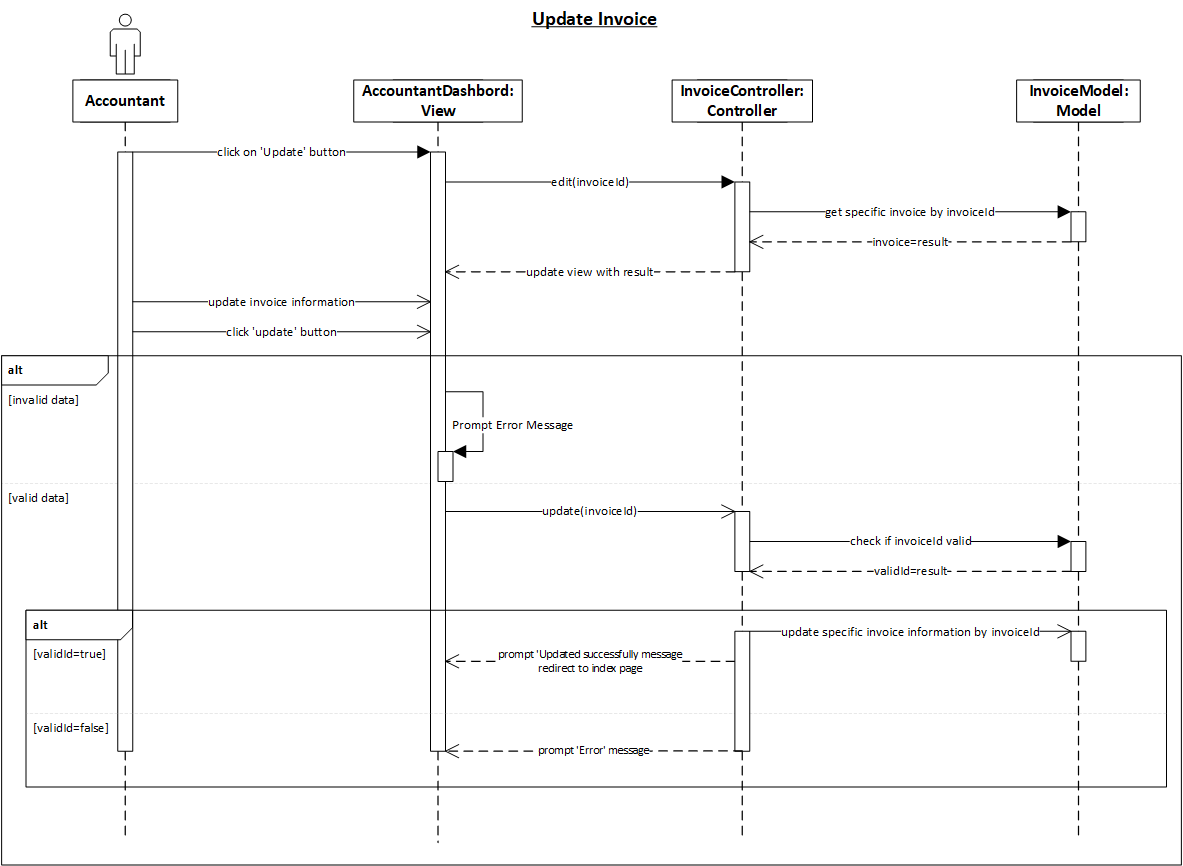 Update Invoice
Accountant
AccountantDashbord:
View
InvoiceController:
Controller
InvoiceModel:
Model
click on 'Update' button
edit(invoiceId)
get specific invoice by invoiceId
invoice=result
update view with result
update invoice information
click 'update' button
alt
[invalid data]
Prompt Error Message
[valid data]
update(invoiceId)
check if invoiceId valid
validId=result
alt
update specific invoice information by invoiceId
[validId=true]
prompt 'Updated successfully message
redirect to index page
[validId=false]
prompt 'Error' message